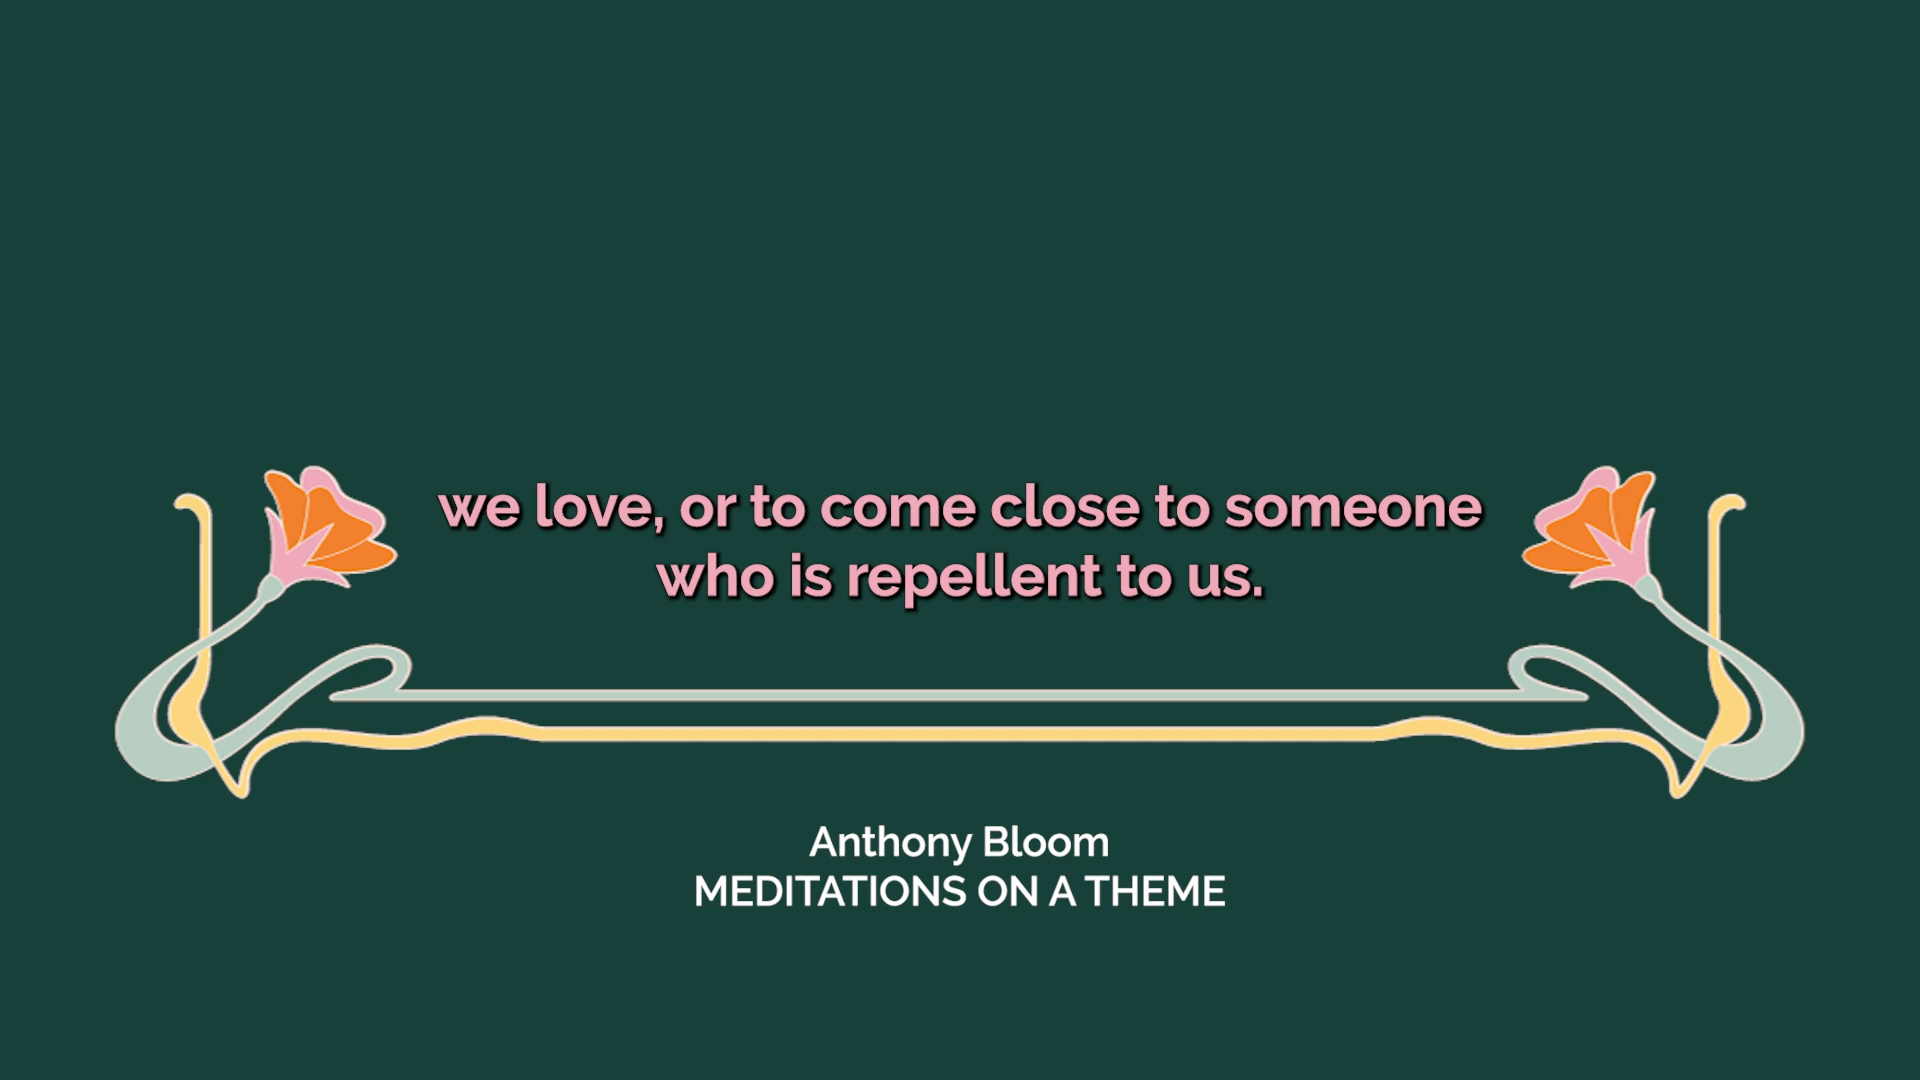 we love, or to come close to someone
who is repellent to us.
Anthony Bloom
MEDITATIONS ON A THEME